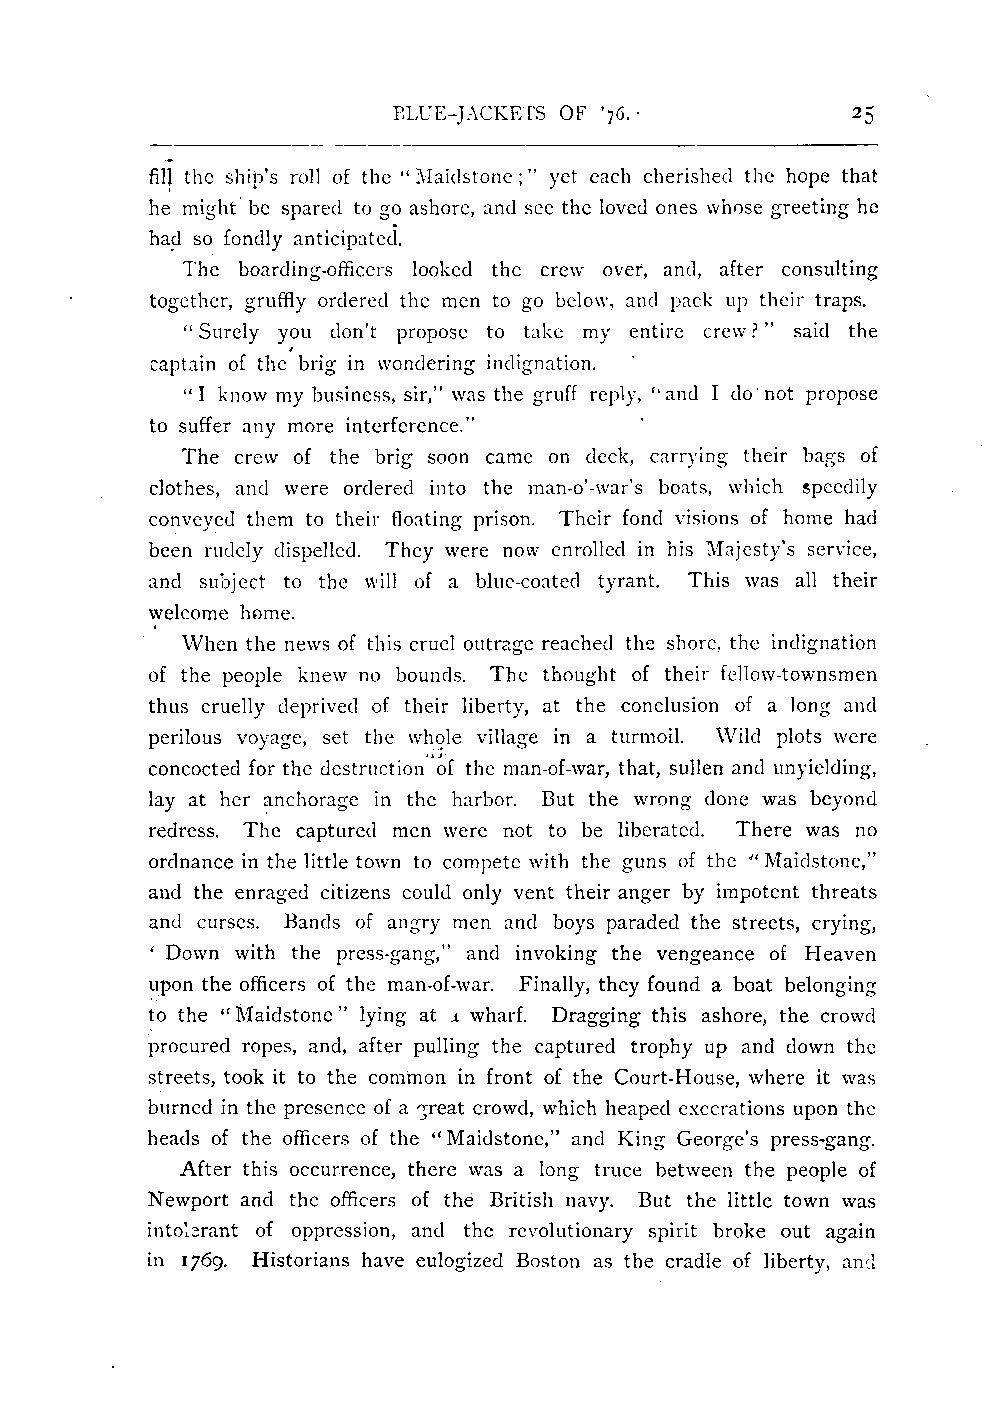 BLUE-JACKETS OF '76. 25
fill the ship's roll of the "Maidstone;" yet each cherished the hope that
he might be spared to go ashore, and see the loved ones whose greeting he
had so fondly anticipated.
The boarding-officers looked the crew over, and, after consulting
together, gruffly ordered the men to go below, and pack up their traps.
"Surely you don't propose to take my entire crew?" said the
captain of the brig in wondering indignation.
"I know my business, sir," was the gruff reply, "and I do not propose
to suffer any more interference."
The crew of the brig soon came on deck, carrying their bags of
clothes, and were ordered into the man-o'-war's boats, which speedily
conveyed them to their floating prison. Their fond visions of home had
been rudely dispelled. They were now enrolled in his Majesty's service,
and subject to the will of a blue-coated tyrant. This was all their
welcome home.
When the news of this cruel outrage reached the shore, the indignation
of the people knew no bounds. The thought of their fellow-townsmen
thus cruelly deprived of their liberty, at the conclusion of a long and
perilous voyage, set the whole village in a turmoil. Wild plots were
concocted for the destruction of the man-of-war, that, sullen and unyielding,
lay at her anchorage in the harbor. But the wrong done was beyond
redress. The captured men were not to be liberated. There was no
ordnance in the little town to compete with the guns of the "Maidstone,"
and the enraged citizens could only vent their anger by impotent threats
and curses. Bands of angry men and boys paraded the streets, crying,
' Down with the press-gang," and invoking the vengeance of Heaven
upon the officers of the man-of-war. Finally, they found a boat belonging
to the "Maidstone" lying at a wharf. Dragging this ashore, the crowd
procured ropes, and, after pulling the captured trophy up and down the
streets, took it to the common in front of the Court-House, where it was
burned in the presence of a great crowd, which heaped execrations upon the
heads of the officers of the "Maidstone," and King George's press-gang.
After this occurrence, there was a long truce between the people of
Newport and the officers of the British navy. But the little town was
intolerant of oppression, and the revolutionary spirit broke out again
in 1769. Historians have eulogized Boston as the cradle of liberty, and